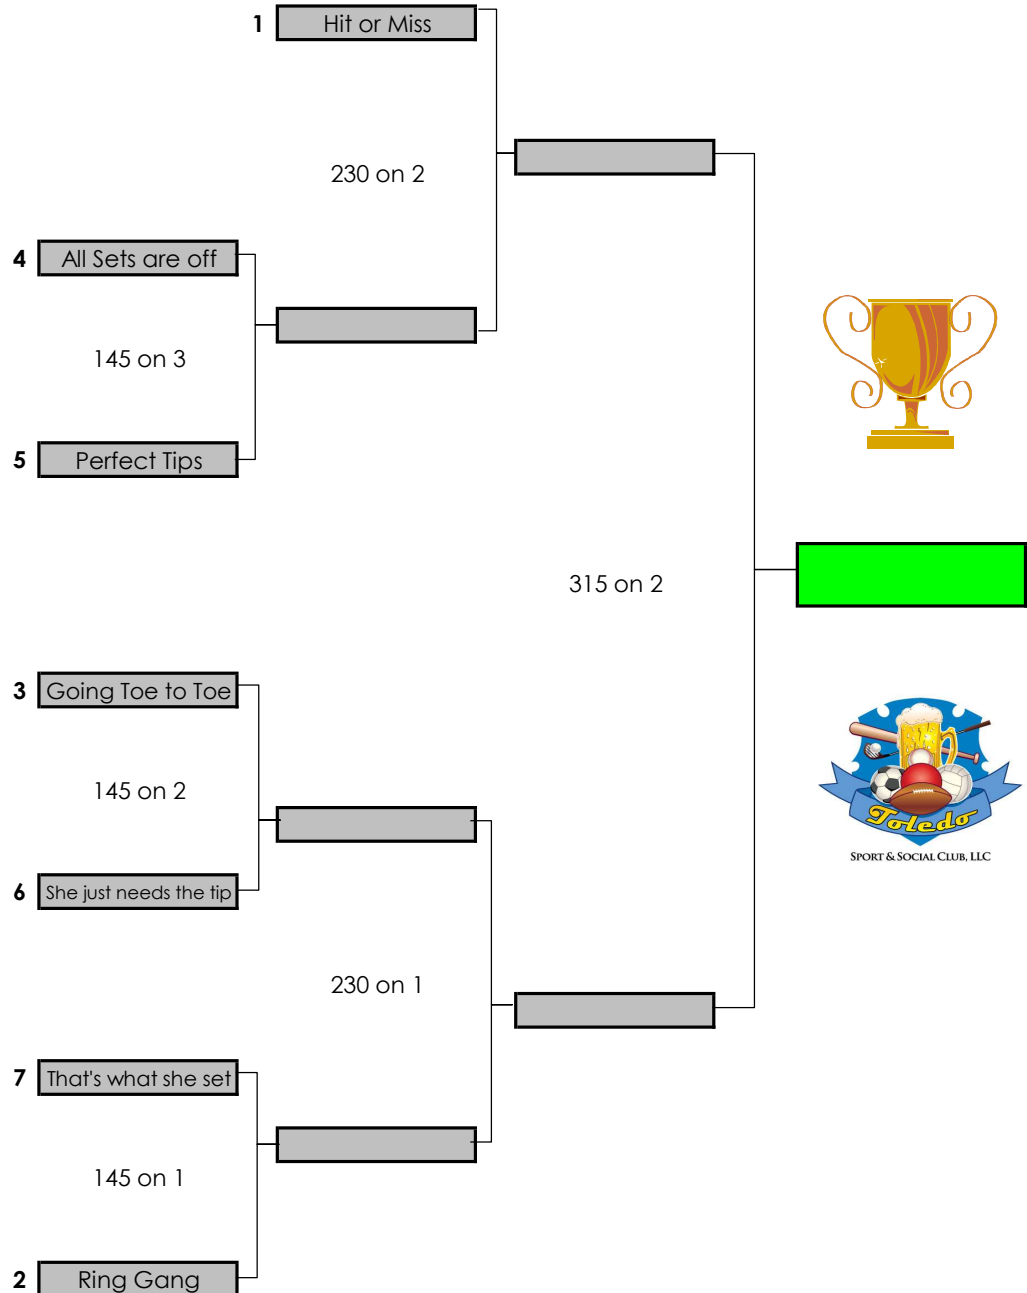 1 Hit or Miss
230 on 2
4 All Sets are off
145 on 3
5 Perfect Tips
315 on 2
3 Going Toe to Toe
145 on 2
Toledo
SPORT & SOCIAL CLUB, LLC
6 She just needs the tip
230 on 1
7 That's what she set
145 on 1
2 Ring Gang